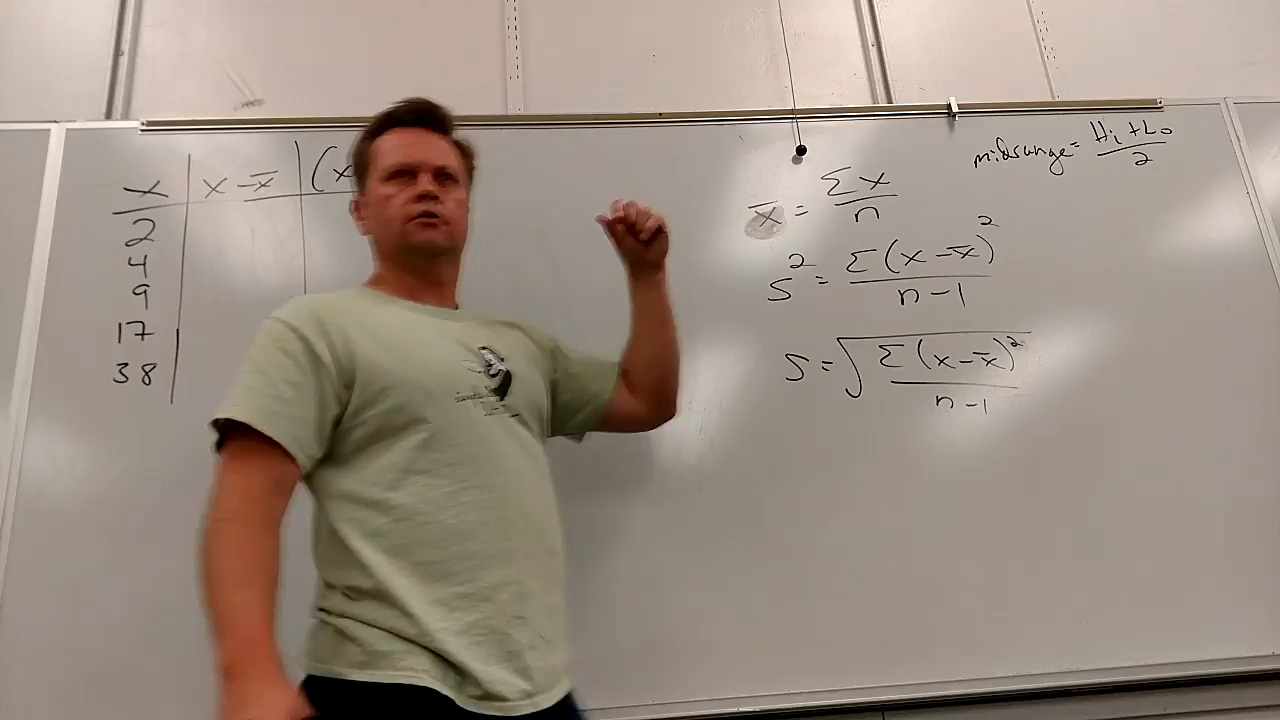 x | x - x̄ | (x
2
4
9
17
38
midrange = Hi + Lo / 2
x̄ = Σx / n
s² = Σ(x - x̄)² / n - 1
s = √(Σ(x - x̄)² / n - 1)